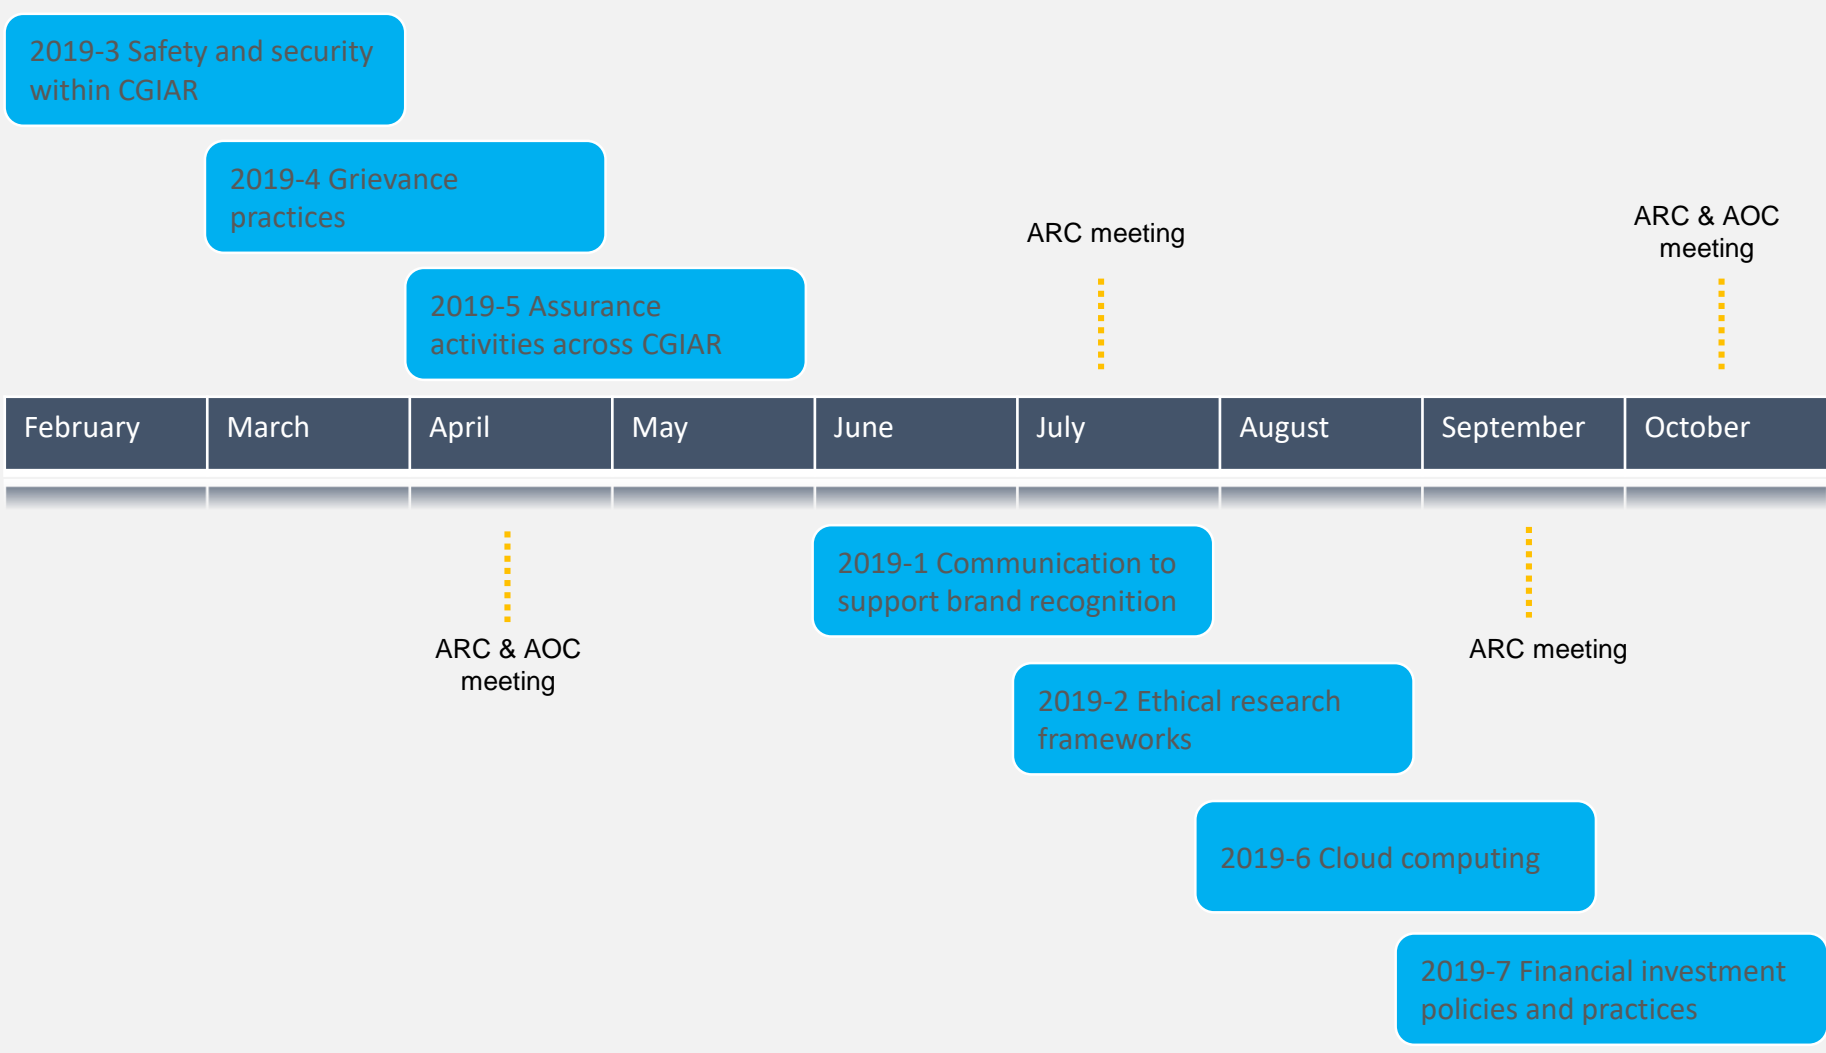 2019-3 Safety and security
within CGIAR
2019-4 Grievance
practices
ARC & AOC
meeting
ARC meeting
2019-5 Assurance
activities across CGIAR
February
March
April
May
June
July
August
September
October
2019-1 Communication to
support brand recognition
ARC & AOC
meeting
ARC meeting
2019-2 Ethical research
frameworks
2019-6 Cloud computing
2019-7 Financial investment
policies and practices